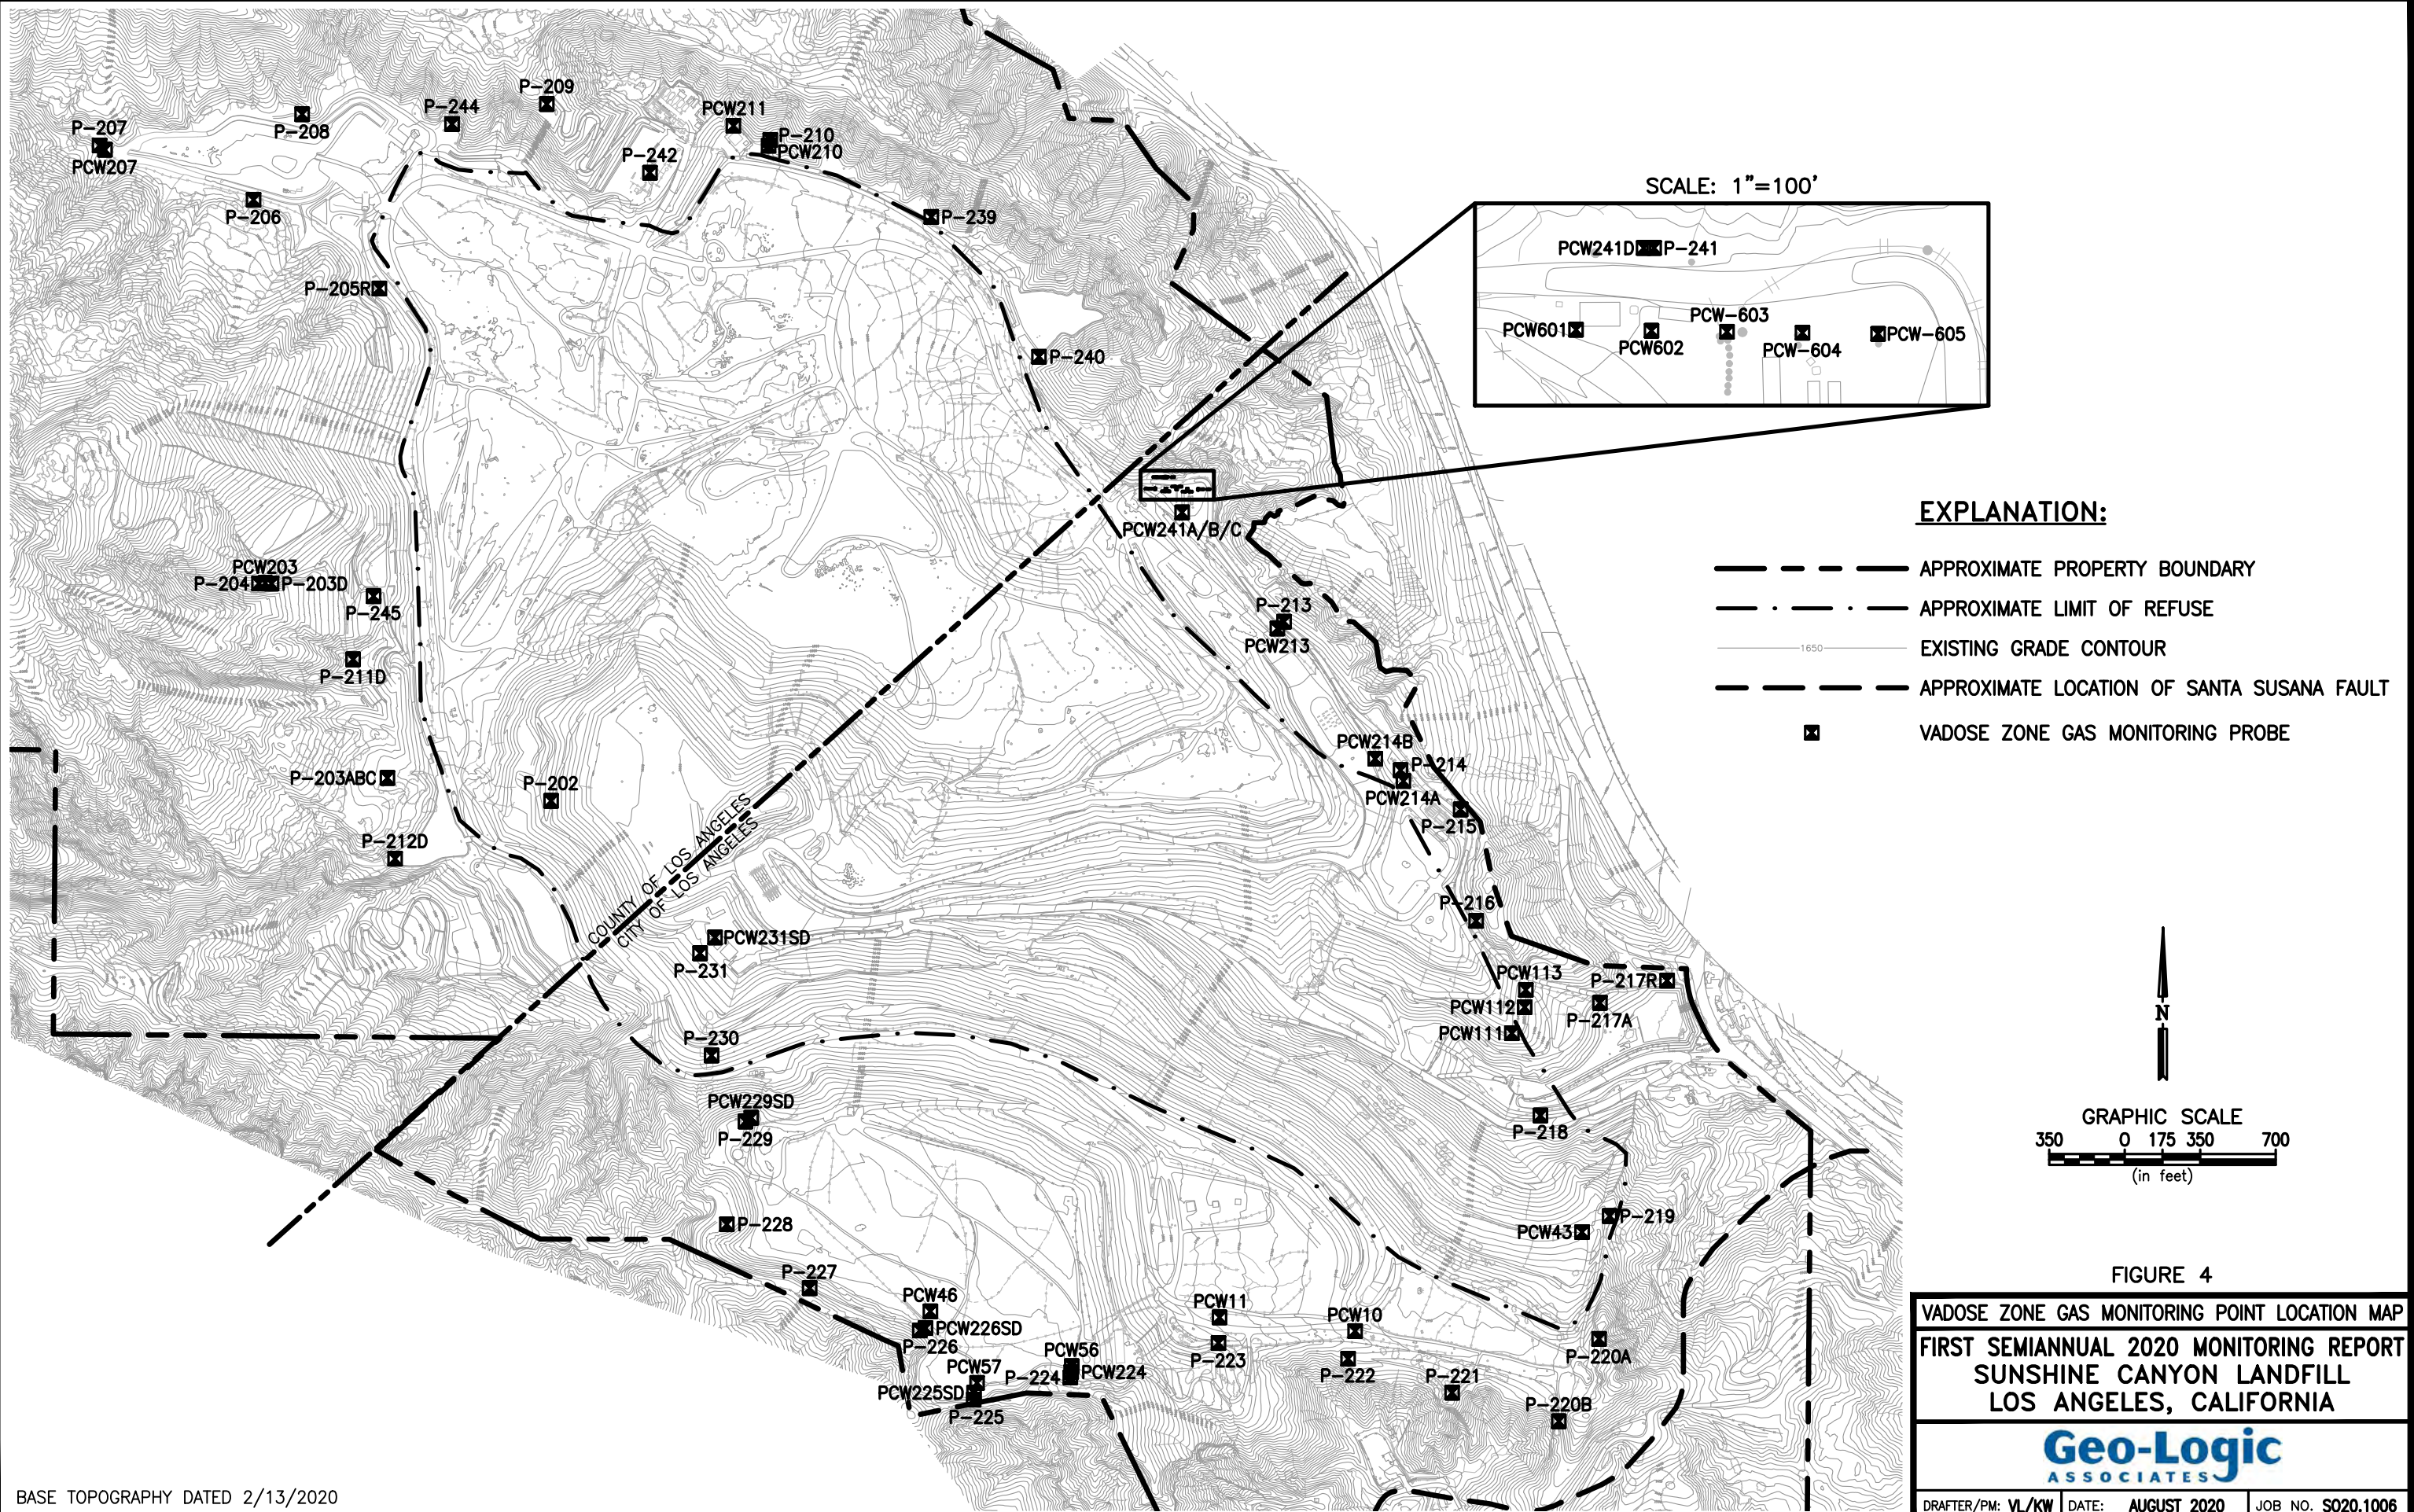 P-209
P-244
PCW211
P-207
P-208
P-210
PCW210
PCW207
P-242
SCALE: 1"=100'
P-206
P-239
PCW241D
P-241
P-205R
PCW-603
PCW601
PCW602
PCW-604
PCW-605
P-240
EXPLANATION:
PCW241A/B/C
APPROXIMATE PROPERTY BOUNDARY
PCW203
P-204
P-203D
P-245
P-213
PCW213
APPROXIMATE LIMIT OF REFUSE
1650
EXISTING GRADE CONTOUR
P-211D
APPROXIMATE LOCATION OF SANTA SUSANA FAULT
VADOSE ZONE GAS MONITORING PROBE
PCW214B
P-214
P-203ABC
P-202
PCW214A
P-215
P-212D
COUNTY OF LOS ANGELES
CITY OF LOS ANGELES
P-216
PCW231SD
P-231
PCW113
P-217R
PCW112
P-217A
PCW111
N
P-230
PCW229SD
P-229
P-218
GRAPHIC SCALE
350 0 175 350 700
(in feet)
P-228
PCW43
P-219
P-227
FIGURE 4
PCW46
PCW11
PCW10
VADOSE ZONE GAS MONITORING POINT LOCATION MAP
PCW226SD
P-226
FIRST SEMIANNUAL 2020 MONITORING REPORT
SUNSHINE CANYON LANDFILL
LOS ANGELES, CALIFORNIA
PCW56
P-223
P-220A
PCW57
P-224
PCW224
P-222
P-221
PCW225SD
P-225
P-220B
Geo-Logic
ASSOCIATES
BASE TOPOGRAPHY DATED 2/13/2020
DRAFTER/PM: VL/KW DATE: AUGUST 2020 JOB NO. SO20.1006